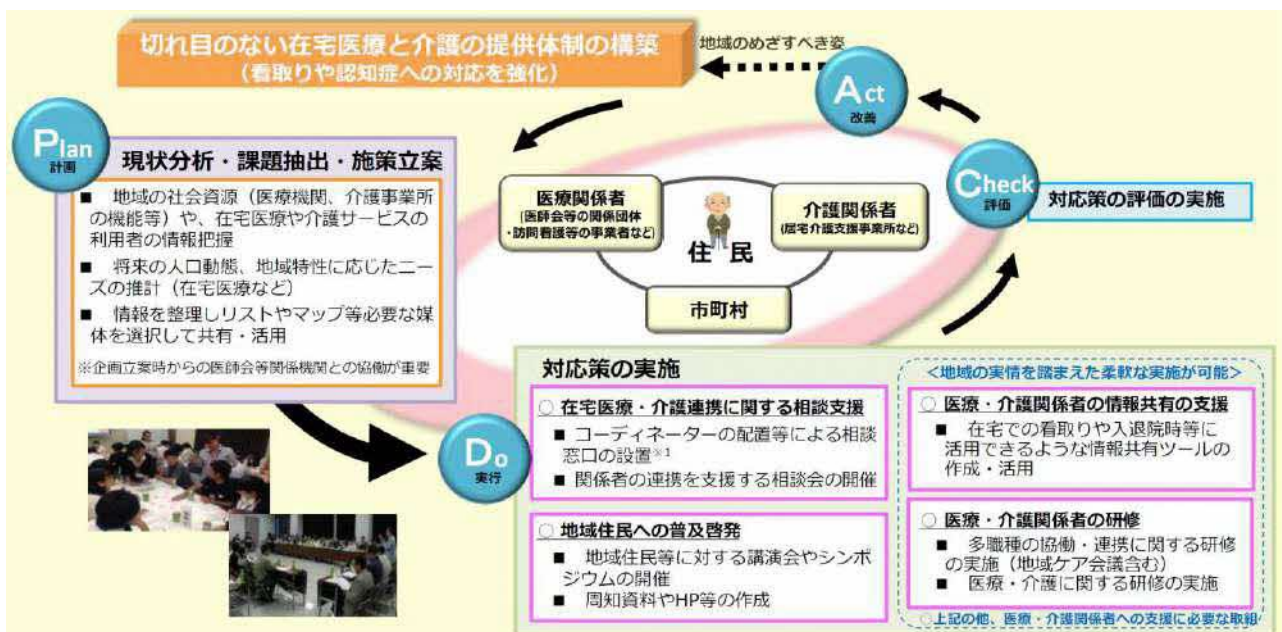 切れ目のない在宅医療と介護の提供体制の構築
（看取りや認知症への対応を強化）
地域のめざすべき姿
Act
改善
Plan
計画
現状分析・課題抽出・施策立案
■ 地域の社会資源（医療機関、介護事業所
の機能等）や、在宅医療や介護サービスの
利用者の情報把握
■ 将来の人口動態、地域特性に応じたニー
ズの推計（在宅医療など）
■ 情報を整理しリストやマップ等必要な媒
体を選択して共有・活用
※企画立案時からの医師会等関係機関との協働が重要
医療関係者
（医師会等の関係団体
・訪問看護等の事業者など）
介護関係者
（居宅介護支援事業所など）
住民
市町村
Check
評価
対応策の評価の実施
Do
実行
対応策の実施
○ 在宅医療・介護連携に関する相談支援
■ コーディネーターの配置等による相談
窓口の設置※1
■ 関係者の連携を支援する相談会の開催
○ 地域住民への普及啓発
■ 地域住民等に対する講演会やシンポ
ジウムの開催
■ 周知資料やHP等の作成
＜地域の実情を踏まえた柔軟な実施が可能＞
○ 医療・介護関係者の情報共有の支援
■ 在宅での看取りや入退院時等に
活用できるような情報共有ツールの
作成・活用
○ 医療・介護関係者の研修
■ 多職種の協働・連携に関する研修
の実施（地域ケア会議含む）
■ 医療・介護に関する研修の実施
○上記の他、医療・介護関係者への支援に必要な取組